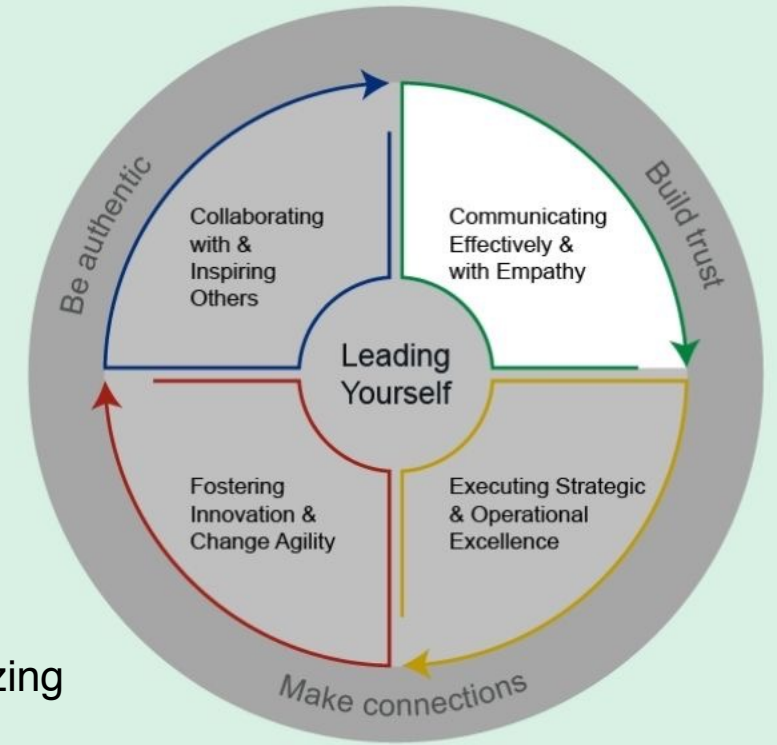 Be authentic
Build trust
Collaborating
with &
Inspiring
Others
Communicating
Effectively &
with Empathy
Leading
Yourself
Fostering
Innovation &
Change Agility
Executing Strategic
& Operational
Excellence
Make connections